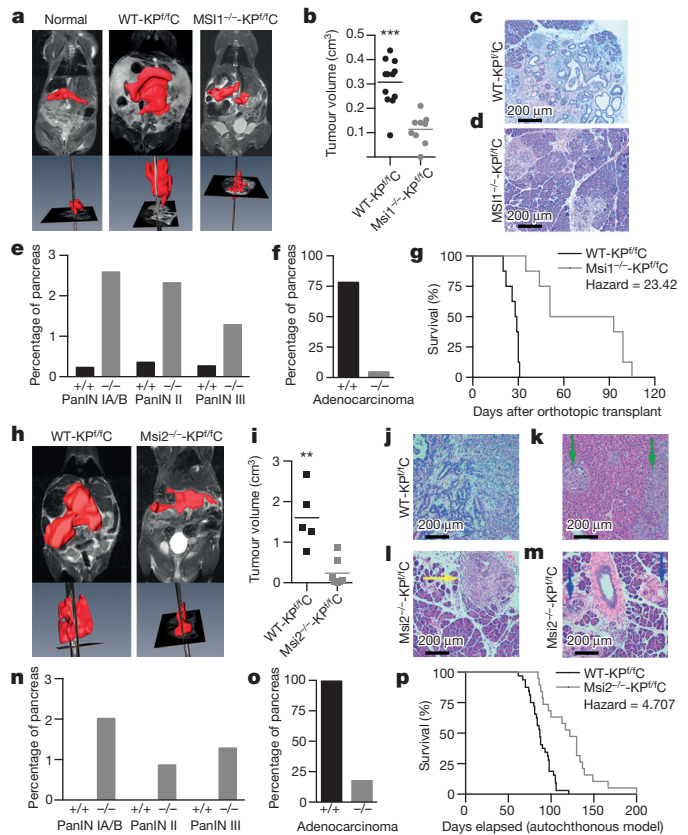 a
Normal
WT-KPf/fC
MSI1−/−-KPf/fC
b
Tumour volume (cm3)
0.5
0.4
0.3
0.2
0.1
***
WT-KPf/fC
Msi1−/−-KPf/fC
c
WT-KPf/fC
200 μm
d
MSI1−/−-KPf/fC
200 μm
e
Percentage of pancreas
3
2
1
0
+/+ −/− +/+ −/− +/+ −/−
PanIN IA/B PanIN II PanIN III
f
Percentage of pancreas
100
75
50
25
0
+/+ −/−
Adenocarcinoma
g
WT-KPf/fC
Msi1−/−-KPf/fC
Hazard = 23.42
Survival (%)
100
75
50
25
0
0 30 60 90 120
Days after orthotopic transplant
h
WT-KPf/fC
Msi2−/−-KPf/fC
i
Tumour volume (cm3)
4
3
2
1
0
**
WT-KPf/fC
Msi2−/−-KPf/fC
j
WT-KPf/fC
200 μm
k
200 μm
l
Msi2−/−-KPf/fC
200 μm
m
Msi2−/−-KPf/fC
200 μm
n
Percentage of pancreas
3
2
1
0
+/+ −/− +/+ −/− +/+ −/−
PanIN IA/B PanIN II PanIN III
o
Percentage of pancreas
100
75
50
25
0
+/+ −/−
Adenocarcinoma
p
WT-KPf/fC
Msi2−/−-KPf/fC
Hazard = 4.707
Survival (%)
100
75
50
25
0
0 50 100 150 200
Days elapsed (autochthonous model)